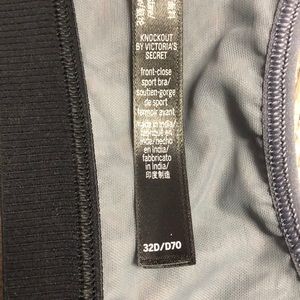 KNOCKOUT
BY VICTORIA'S
SECRET
front-close
sport bra/
soutien-gorge
de sport
fermoir avant
made in India/
fabriqué en
Inde/hecho
en India/
fabbricato
in India/
印度制造
32D/D70